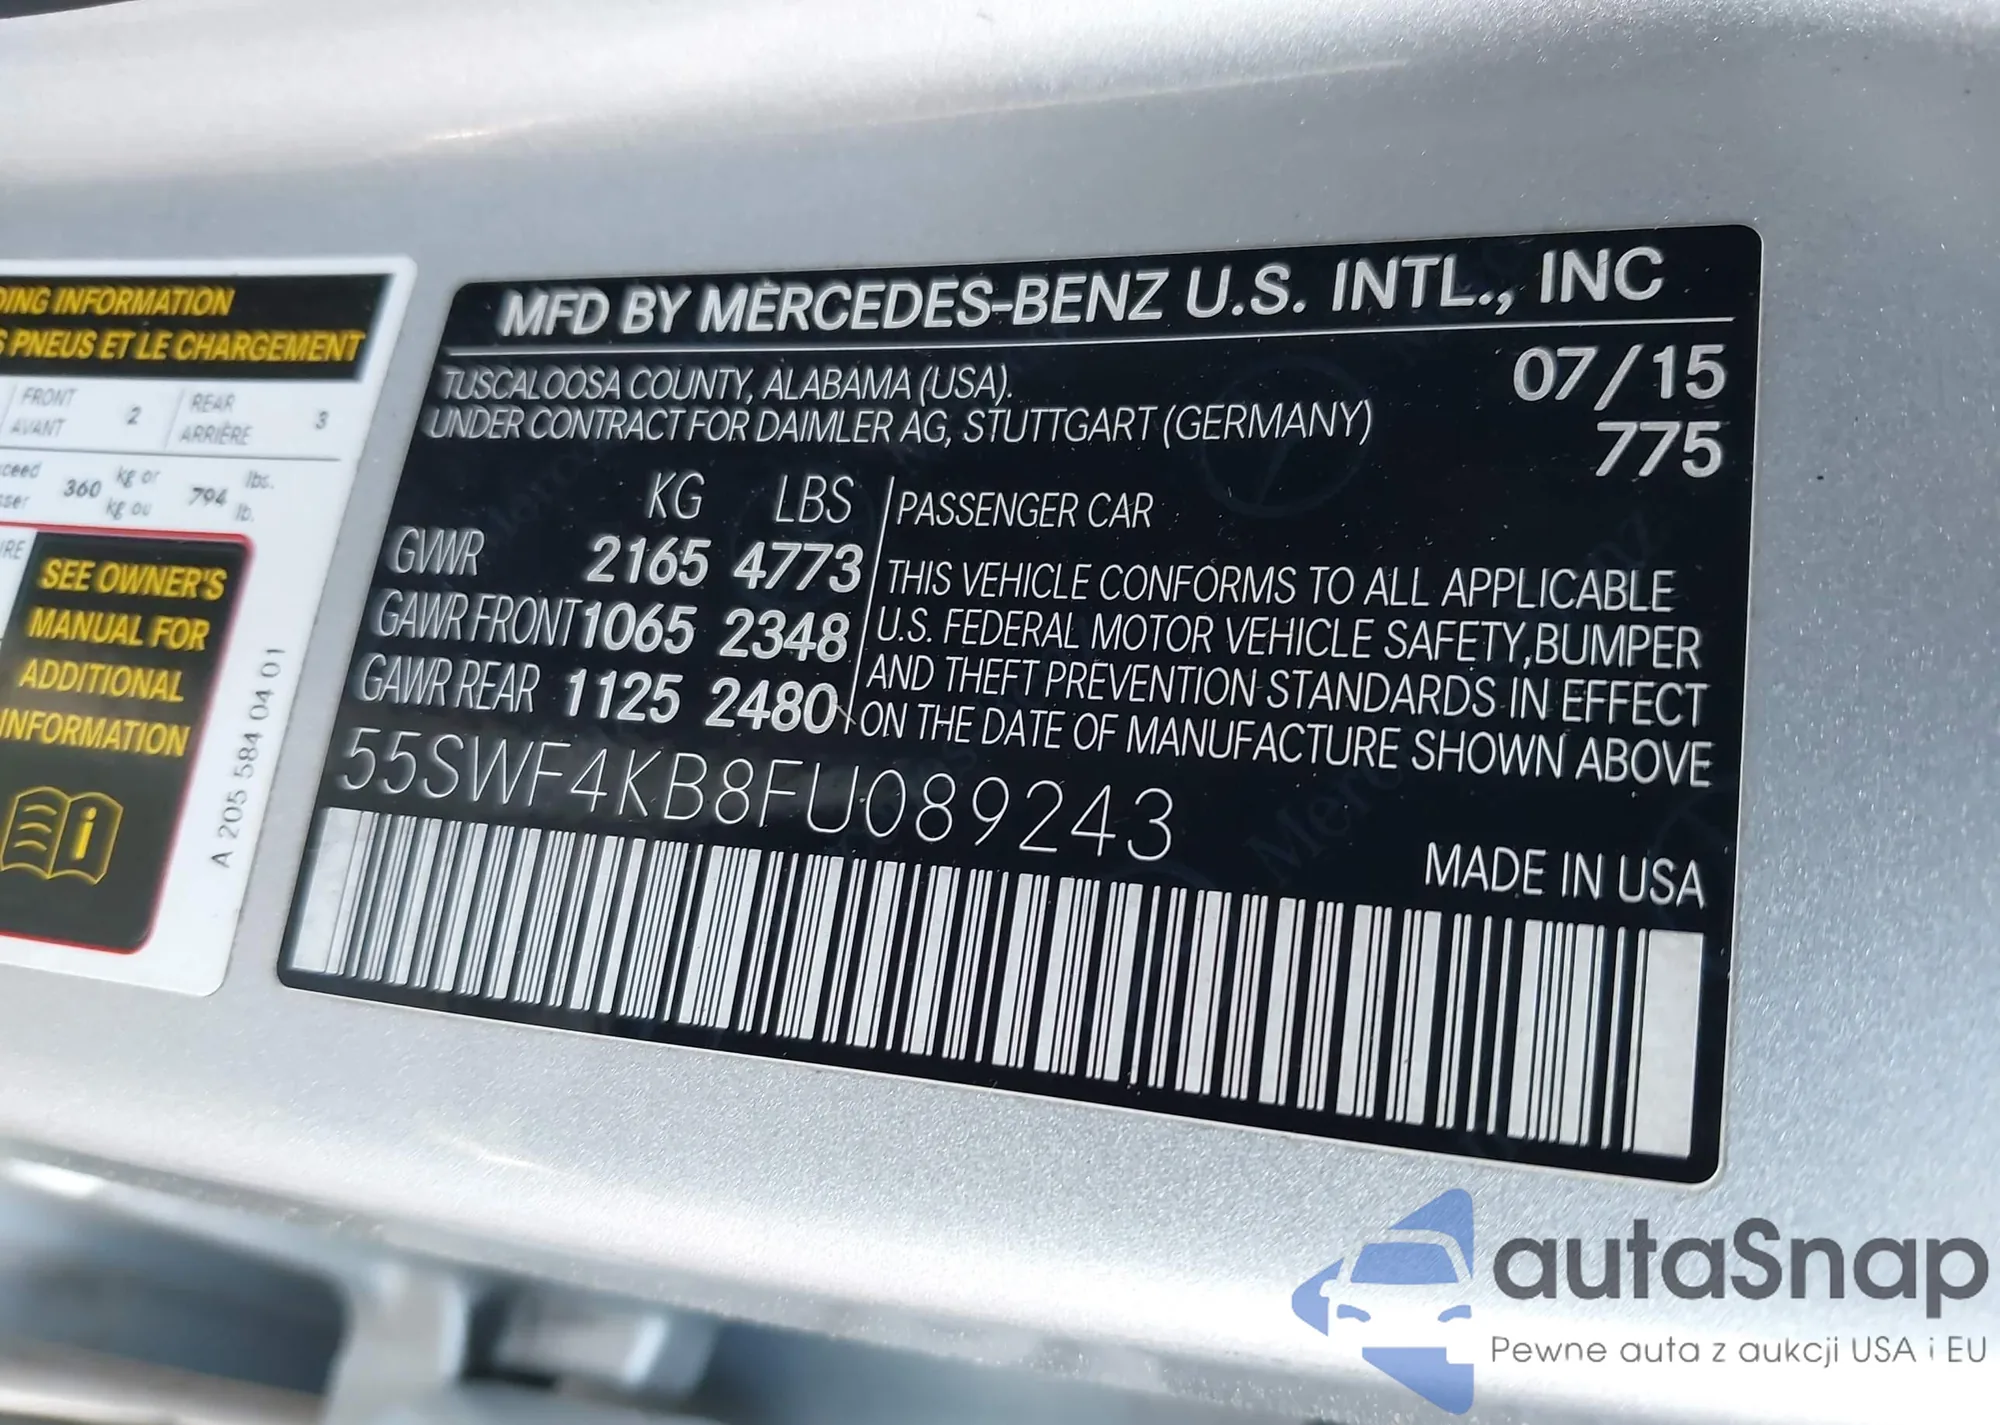 DING INFORMATION
S PNEUS ET LE CHARGEMENT
FRONT
AVANT
2
REAR
ARRIÈRE
3
360
kg or
kg ou
794
lbs.
lb.
SEE OWNER'S
MANUAL FOR
ADDITIONAL
INFORMATION
i
A 205 584 04 01
MFD BY MERCEDES-BENZ U.S. INTL., INC
TUSCALOOSA COUNTY, ALABAMA (USA).
UNDER CONTRACT FOR DAIMLER AG, STUTTGART (GERMANY)
07/15
775
KG LBS
GVWR 2165 4773
GAWR FRONT 1065 2348
GAWR REAR 1125 2480
PASSENGER CAR
THIS VEHICLE CONFORMS TO ALL APPLICABLE
U.S. FEDERAL MOTOR VEHICLE SAFETY,BUMPER
AND THEFT PREVENTION STANDARDS IN EFFECT
ON THE DATE OF MANUFACTURE SHOWN ABOVE
55SWF4KB8FU089243
MADE IN USA
autaSnap
Pewne auta z aukcji USA i EU